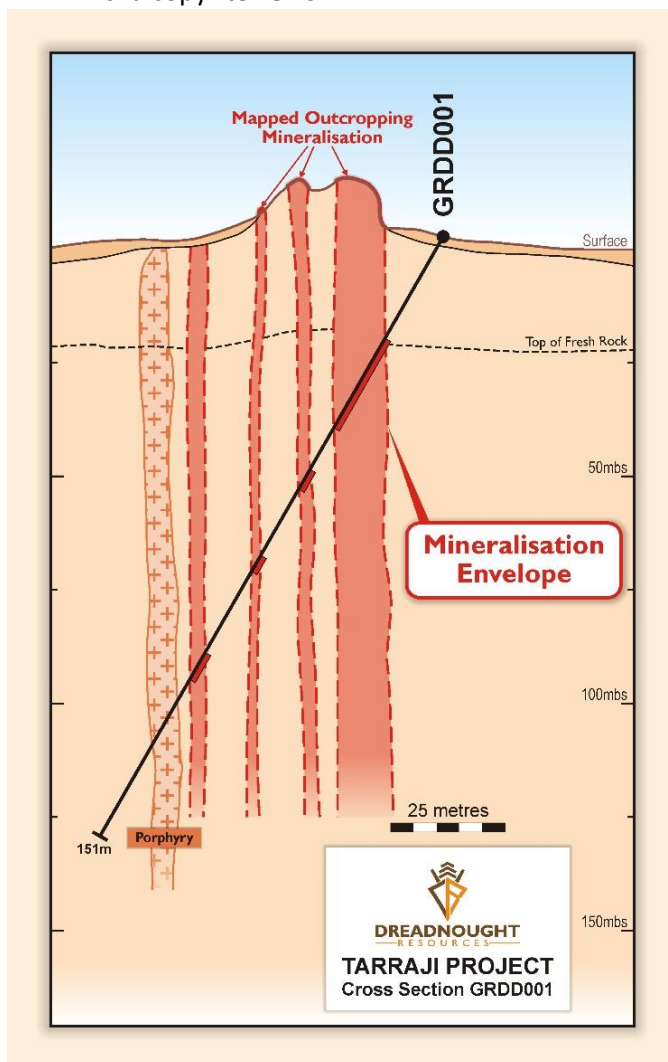 Mapped Outcropping
Mineralisation
GRDD001
Surface
Top of Fresh Rock
50mbs
Mineralisation
Envelope
100mbs
25 metres
151m
Porphyry
150mbs
DREADNOUGHT
RESOURCES
TARRAJI PROJECT
Cross Section GRDD001